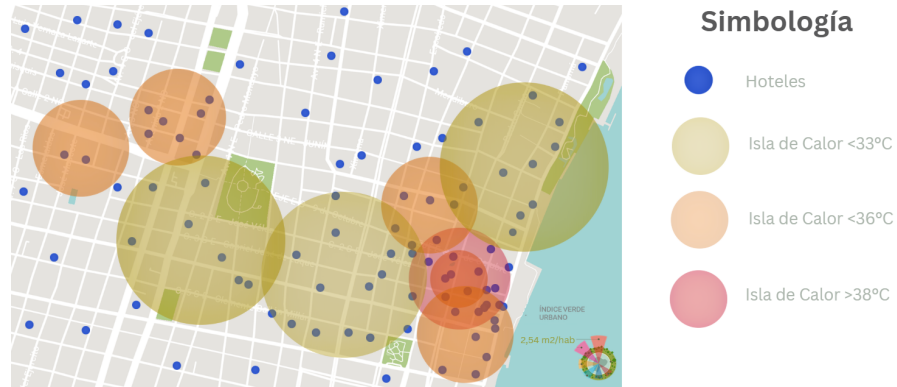 Simbología
Hoteles
Isla de Calor <33°C
Isla de Calor <36°C
Isla de Calor >38°C
ÍNDICE VERDE
URBANO
2,54 m2/hab